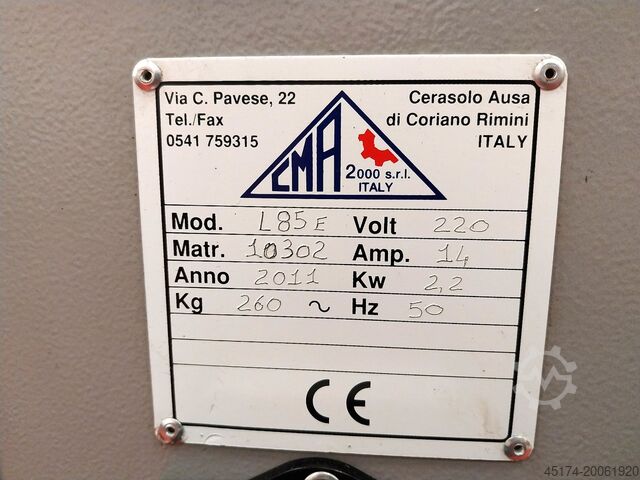 Via C. Pavese, 22
Tel./Fax
0541 759315
Cerasolo Ausa
di Coriano Rimini
ITALY
CMA
2000 s.r.l.
ITALY
Mod. L85E Volt 220
Matr. 10302 Amp. 14
Anno 2011 Kw 2,2
Kg 260 ~ Hz 50
CE
45174-20061920